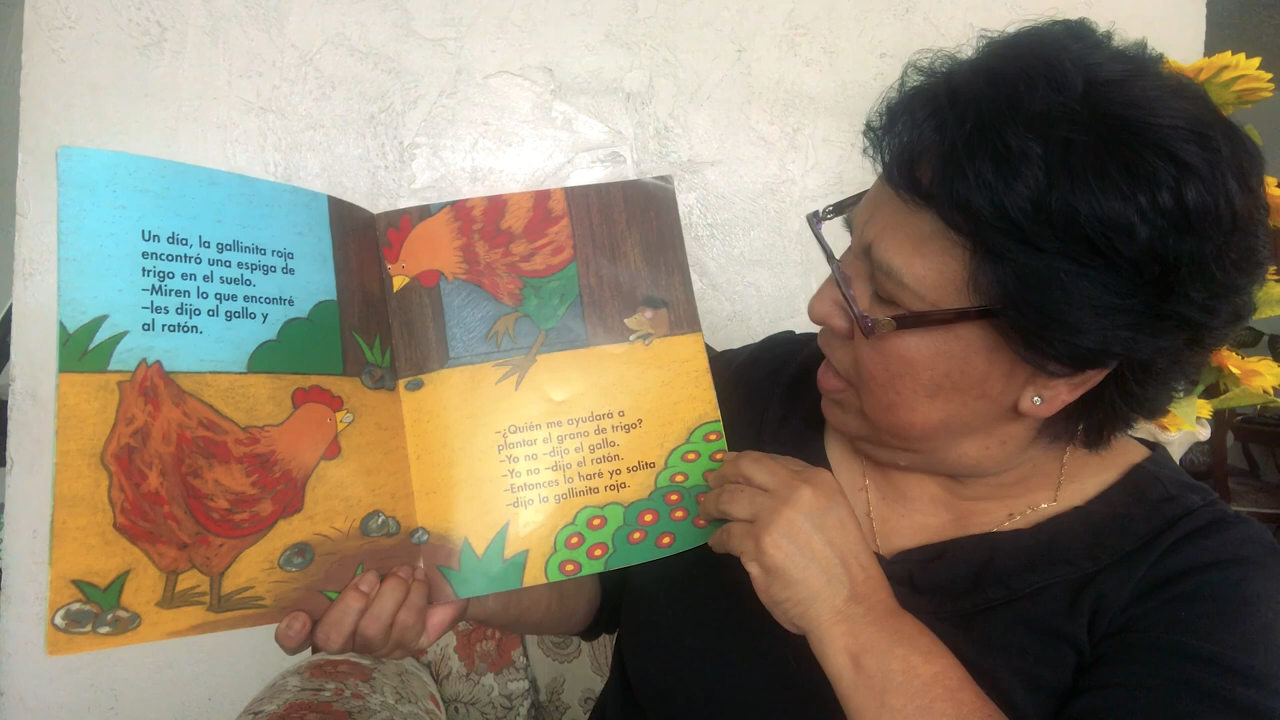 Un día, la gallinita roja
encontró una espiga de
trigo en el suelo.
–Miren lo que encontré
–les dijo al gallo y
al ratón.
–¿Quién me ayudará a
plantar el grano de trigo?
–Yo no –dijo el gallo.
–Yo no –dijo el ratón.
–Entonces lo haré yo solita
–dijo la gallinita roja.